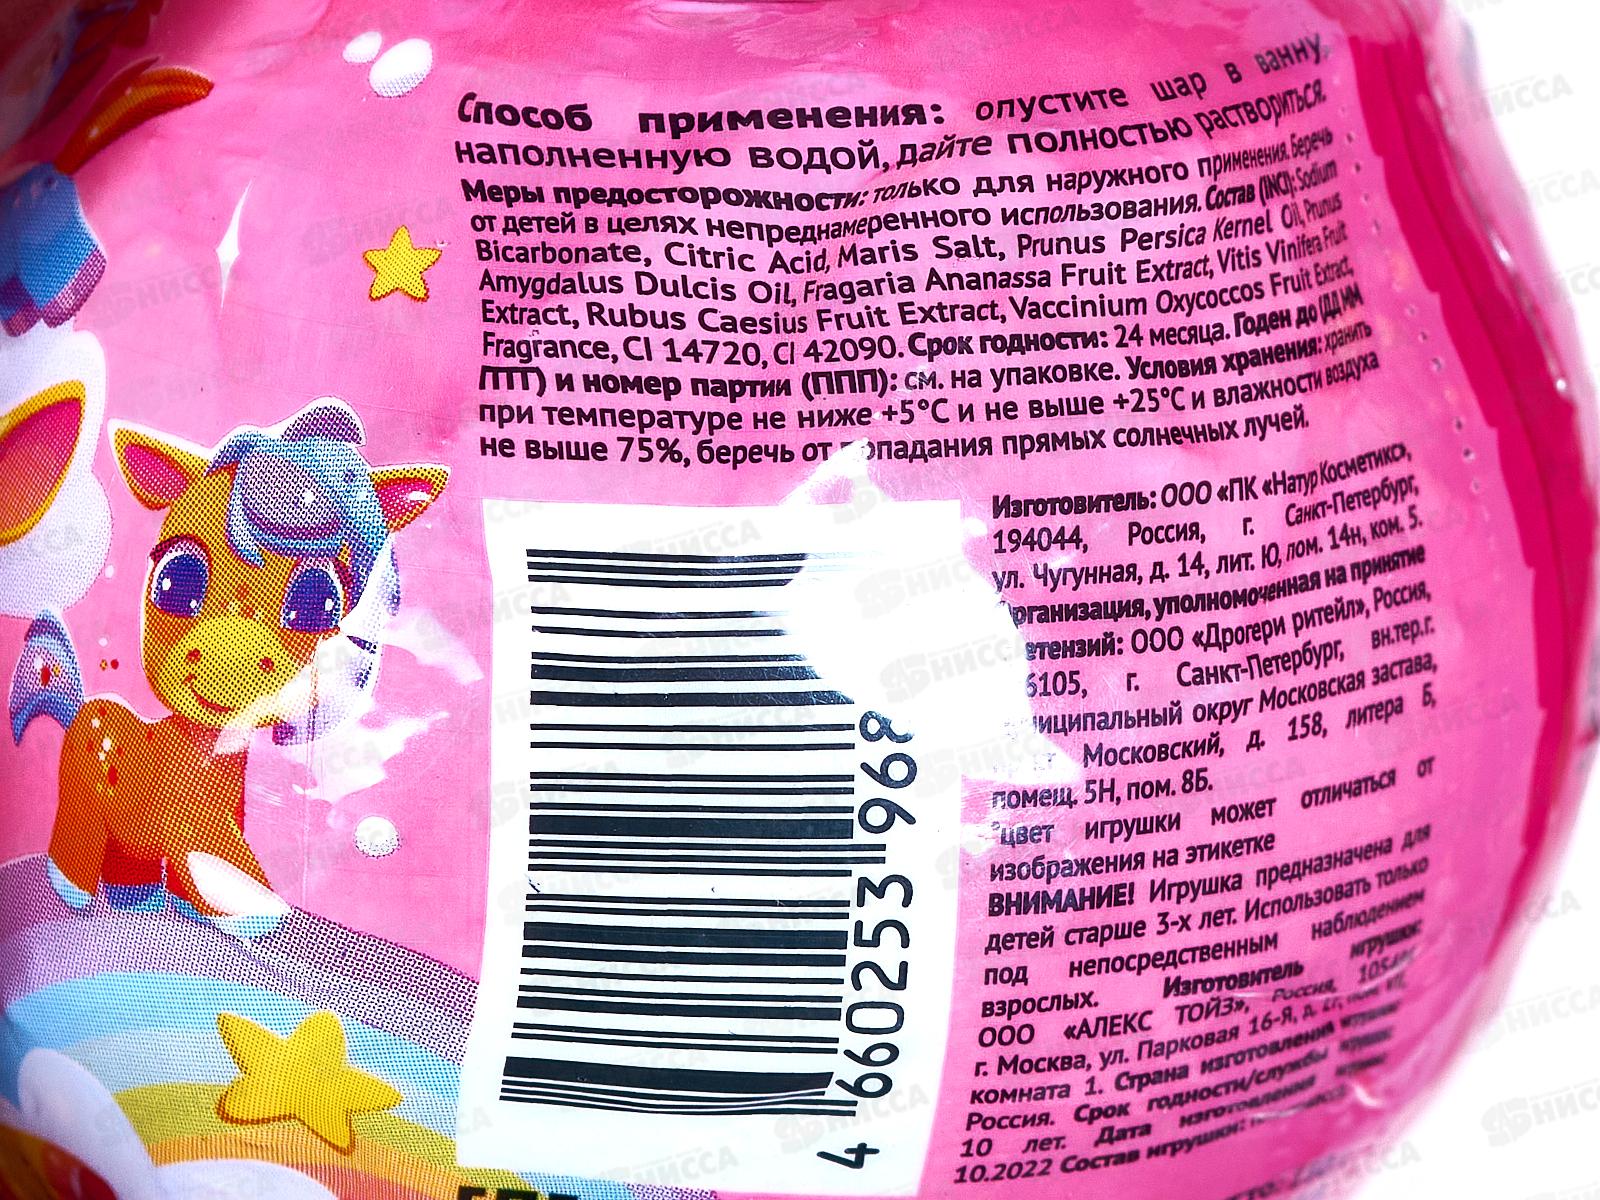 Способ применения: опустите шар в ванну,
наполненную водой, дайте полностью раствориться.
Меры предосторожности: только для наружного применения. Беречь
от детей в целях непреднамеренного использования. Состав (INCI): Sodium
Bicarbonate, Citric Acid, Maris Salt, Prunus Persica Kernel Oil, Prunus
Amygdalus Dulcis Oil, Fragaria Ananassa Fruit Extract, Vitis Vinifera Fruit
Extract, Rubus Caesius Fruit Extract, Vaccinium Oxycoccos Fruit Extract,
Fragrance, CI 14720, CI 42090. Срок годности: 24 месяца. Годен до (ДД ММ
ГГГГ) и номер партии (ППП): см. на упаковке. Условия хранения: хранить
при температуре не ниже +5°C и не выше +25°C и влажности воздуха
не выше 75%, беречь от попадания прямых солнечных лучей.
Изготовитель: ООО «ПК «Натур Косметикс»,
194044, Россия, г. Санкт-Петербург,
ул. Чугунная, д. 14, лит. Ю, пом. 14н, ком. 5.
Организация, уполномоченная на принятие
етензий: ООО «Дрогери ритейл», Россия,
6105, г. Санкт-Петербург, вн.тер.г.
ниципальный округ Московская застава,
Московский, д. 158, литера Б,
помещ. 5Н, пом. 8Б.
*цвет игрушки может отличаться от
изображения на этикетке
ВНИМАНИЕ! Игрушка предназначена для
детей старше 3-х лет. Использовать только
под непосредственным наблюдением
взрослых. Изготовитель игрушки:
ООО «АЛЕКС ТОЙЗ», Россия,
г. Москва, ул. Парковая 16-Я,
комната 1. Страна изготовления игрушки:
Россия. Срок годности/службы игрушки:
10 лет. Дата изготовления игрушки:
10.2022 Состав игрушки:
4 660253 968
НИССА